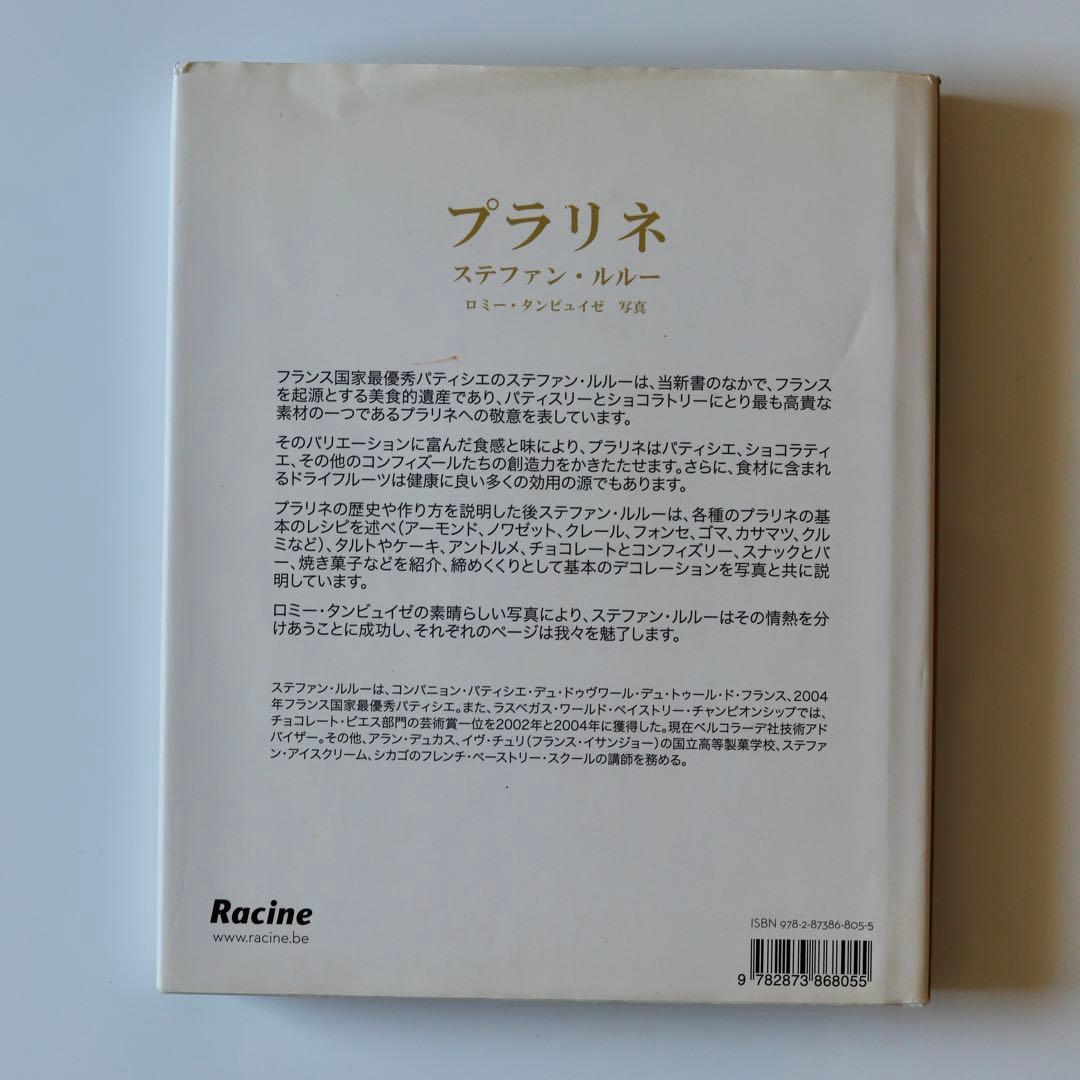 プラリネ
ステファン・ルルー
ロミー・タンビュイゼ　写真
フランス国家最優秀パティシエのステファン・ルルーは、当新書のなかで、フランス
を起源とする美食的遺産であり、パティスリーとショコラトリーにとり最も高貴な
素材の一つであるプラリネへの敬意を表しています。
そのバリエーションに富んだ食感と味により、プラリネはパティシエ、ショコラティ
エ、その他のコンフィズールたちの創造力をかきたたせます。さらに、食材に含まれ
るドライフルーツは健康に良い多くの効用の源でもあります。
プラリネの歴史や作り方を説明した後ステファン・ルルーは、各種のプラリネの基
本のレシピを述べ（アーモンド、ノワゼット、クレール、フォンセ、ゴマ、カサマツ、クル
ミなど）、タルトやケーキ、アントルメ、チョコレートとコンフィズリー、スナックとバ
ー、焼き菓子などを紹介、締めくくりとして基本のデコレーションを写真と共に説
明しています。
ロミー・タンビュイゼの素晴らしい写真により、ステファン・ルルーはその情熱を分
けあうことに成功し、それぞれのページは我々を魅了します。
ステファン・ルルーは、コンパニョン・パティシエ・デュ・ドゥヴワール・デュ・トゥール・ド・フランス、2004
年フランス国家最優秀パティシエ。また、ラスベガス・ワールド・ペイストリー・チャンピオンシップでは、
チョコレート・ピエス部門の芸術賞一位を2002年と2004年に獲得した。現在ベルコラーデ社技術アド
バイザー。その他、アラン・デュカス、イヴ・チュリ（フランス・イサンジョー）の国立高等製菓学校、ステファ
ン・アイスクリーム、シカゴのフレンチ・ペーストリー・スクールの講師を務める。
Racine
www.racine.be
ISBN 978-2-87386-805-5
9 782873 868055